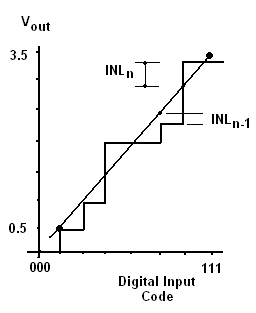 Vout
3.5
INLn
INLn-1
0.5
000
111
Digital Input
Code